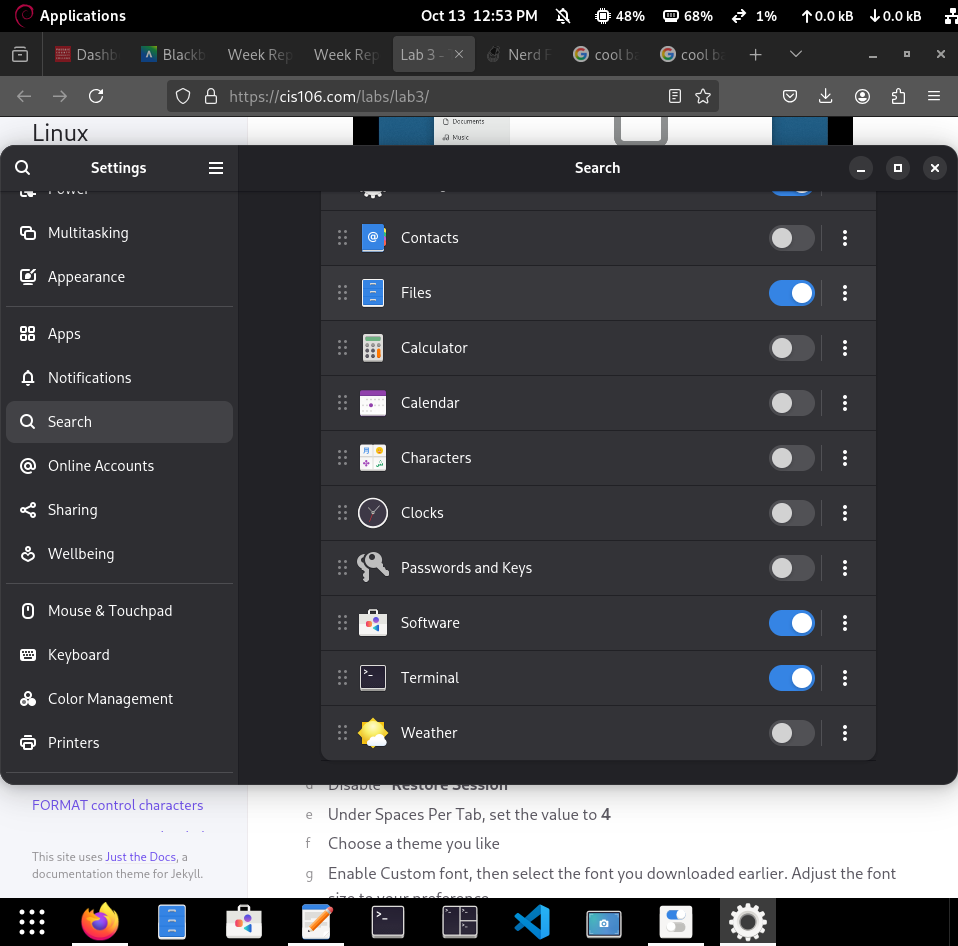 Applications
Oct 13 12:53 PM
48%
68%
1%
0.0 kB
0.0 kB
Dashb
Blackb
Week Rep
Week Rep
Lab 3 -
Nerd F
cool ba
cool ba
https://cis106.com/labs/lab3/
Linux
Documents
Music
Settings
Search
Power
Multitasking
Appearance
Apps
Notifications
Search
Online Accounts
Sharing
Wellbeing
Mouse & Touchpad
Keyboard
Color Management
Printers
Contacts
Files
Calculator
Calendar
Characters
Clocks
Passwords and Keys
Software
Terminal
Weather
FORMAT control characters
This site uses Just the Docs, a
documentation theme for Jekyll.
d Disable "Restore Session"
e Under Spaces Per Tab, set the value to 4
f Choose a theme you like
g Enable Custom font, then select the font you downloaded earlier. Adjust the font
size to your preference